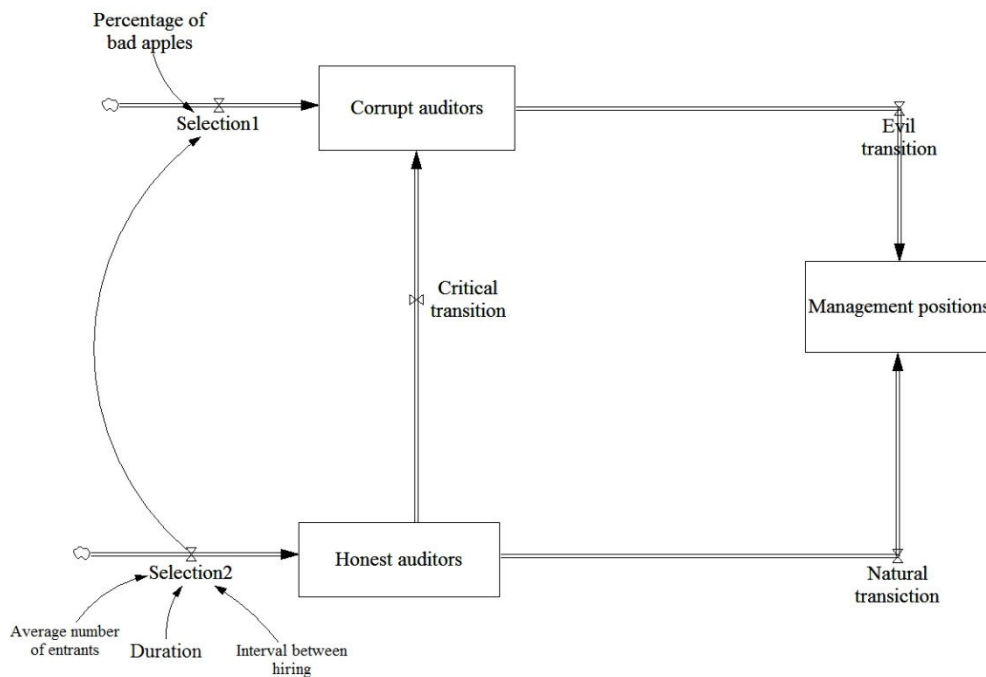 Percentage of
bad apples
Selection1
Corrupt auditors
Evil
transition
Critical
transition
Management positions
Honest auditors
Selection2
Natural
transiction
Average number
of entrants
Duration
Interval between
hiring